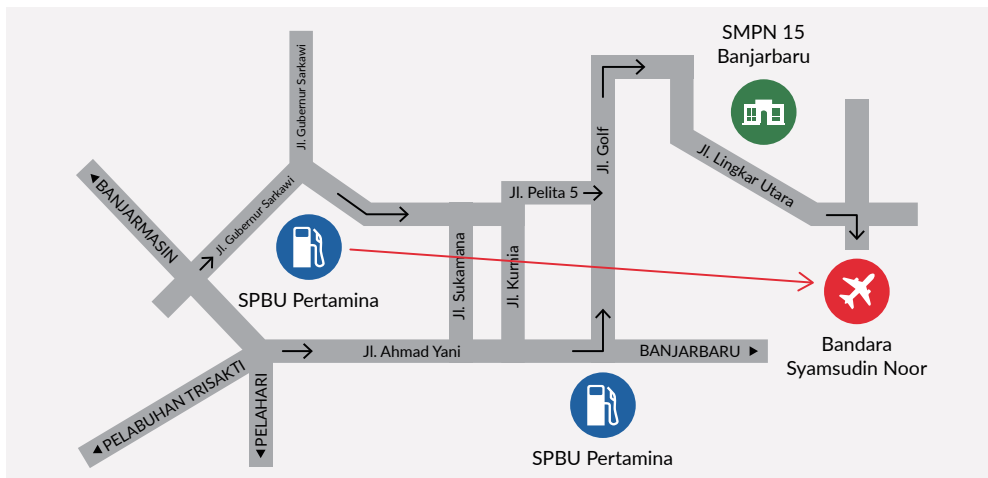 SMPN 15
Banjarbaru
Jl. Gubernur Sarkawi
Jl. Golf
Jl. Lingkar Utara
BANJARMASIN
Jl. Gubernur Sarkawi
Jl. Pelita 5
SPBU Pertamina
Jl. Sukamana
Jl. Kurnia
Bandara
Syamsudin Noor
Jl. Ahmad Yani
BANJARBARU
PELABUHAN TRISAKTI
PELAHARI
SPBU Pertamina